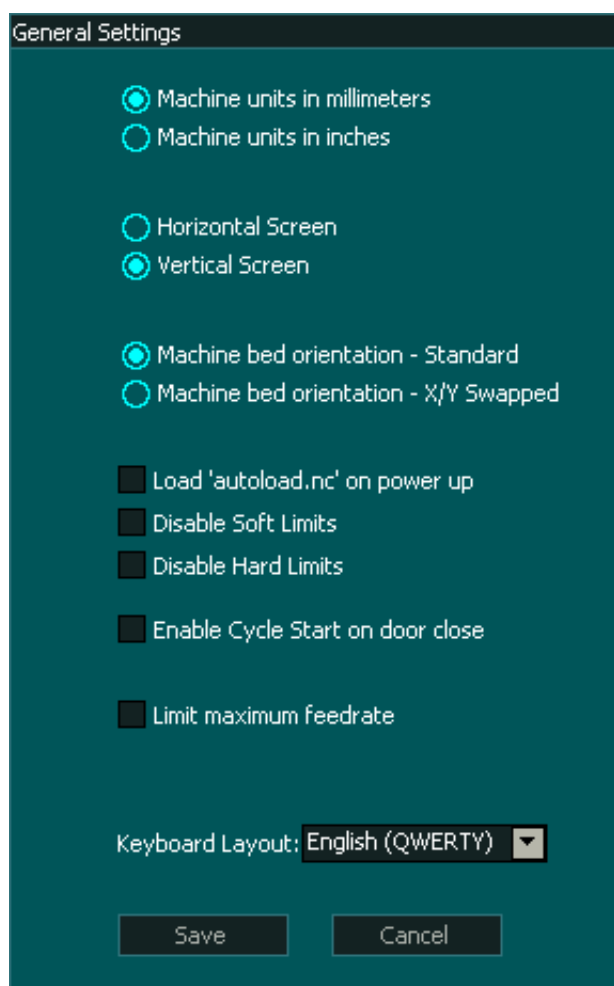 General Settings
Machine units in millimeters
Machine units in inches
Horizontal Screen
Vertical Screen
Machine bed orientation - Standard
Machine bed orientation - X/Y Swapped
Load 'autoload.nc' on power up
Disable Soft Limits
Disable Hard Limits
Enable Cycle Start on door close
Limit maximum feedrate
Keyboard Layout: English (QWERTY)
Save Cancel